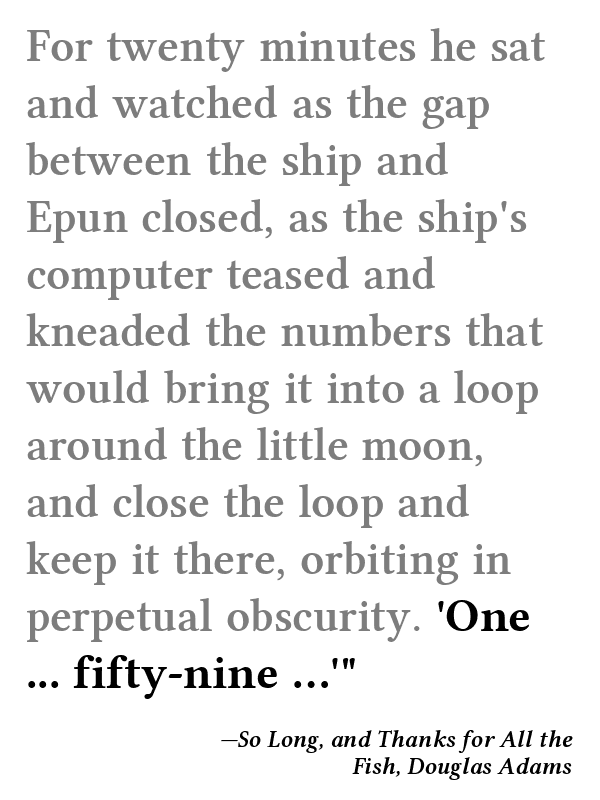 For twenty minutes he sat
and watched as the gap
between the ship and
Epun closed, as the ship's
computer teased and
kneaded the numbers that
would bring it into a loop
around the little moon,
and close the loop and
keep it there, orbiting in
perpetual obscurity. 'One
... fifty-nine …'"
—So Long, and Thanks for All the
Fish, Douglas Adams